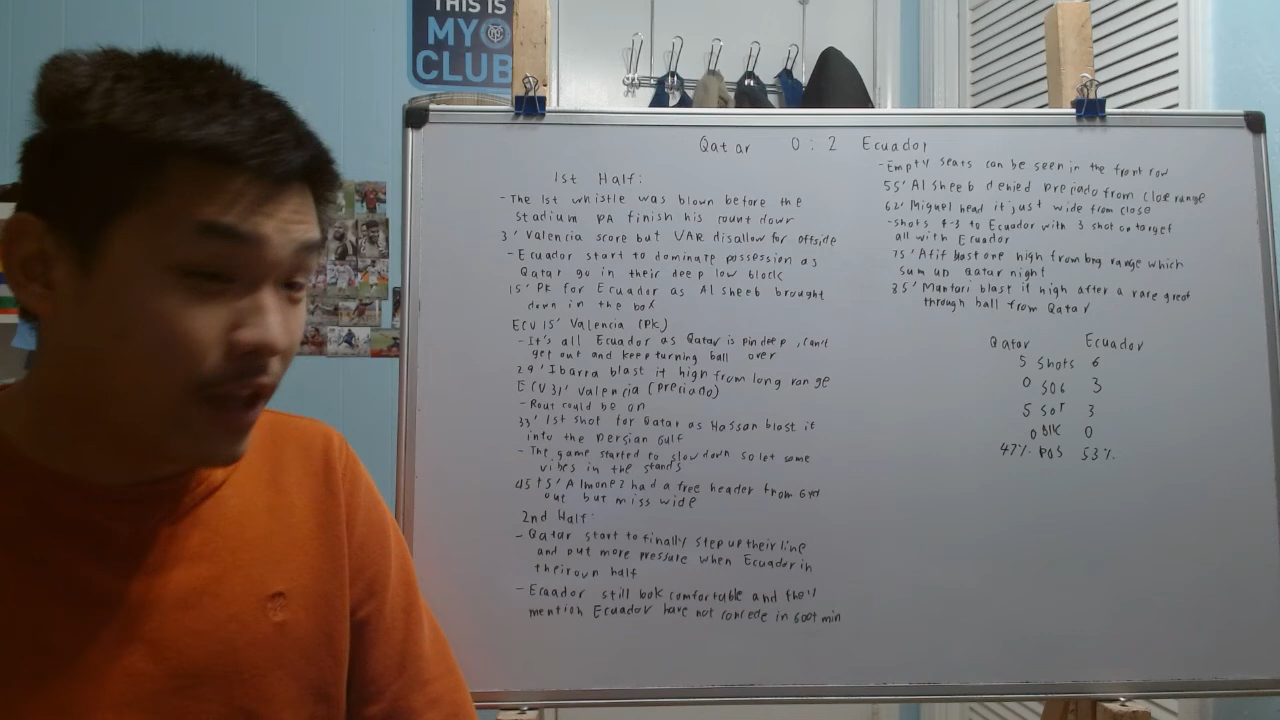 THIS IS
MY
CLUB
Qatar 0 : 2 Ecuador
1st Half:
- The 1st whistle was blown before the
stadium PA finish his count down
3' Valencia score but VAR disallow for offside
- Ecuador start to dominate possession as
Qatar go in their deep low block
15' PK for Ecuador as Al sheeb brought
down in the box
ECU 15' Valencia (PK)
- It's all Ecuador as Qatar is pin deep, can't
get out and keep turning ball over
29' Ibarra blast it high from long range
ECU 31' Valencia (Preciado)
- Rout could be on
33' 1st shot for Qatar as Hassan blast it
into the Persian Gulf
- The game started to slow down so let some
vibes in the stands
45+5' Almoez had a free header from 6 yd
out but miss wide
2nd Half:
- Qatar start to finally step up their line
and put more pressure when Ecuador in
their own half
- Ecuador still look comfortable and they
mention Ecuador have not concede in 600+ min
- Empty seats can be seen in the front row
55' Al sheeb denied Preciado from close range
62' Miguel head it just wide from close
- shots 4-3 to Ecuador with 3 shot on target
all with Ecuador
75' Afif blast one high from long range which
sum up Qatar night
85' Muntari blast it high after a rare great
through ball from Qatar
Qatar Ecuador
5 Shots 6
0 SOG 3
5 SOT 3
0 Blk 0
47% POS 53%